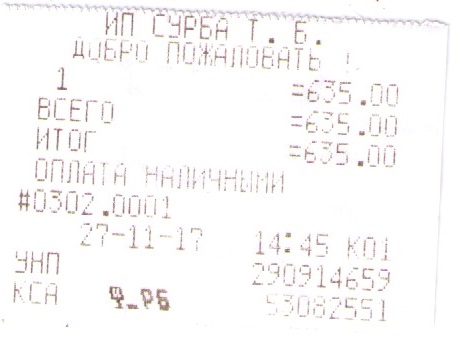 ИП СУРБА Т. Б.
ДОБРО ПОЖАЛОВАТЬ !
1 =635.00
ВСЕГО =635.00
ИТОГ =635.00
ОПЛАТА НАЛИЧНЫМИ
#0302.0001
27-11-17 14:45 К01
УНП 290914659
КСА 53082551